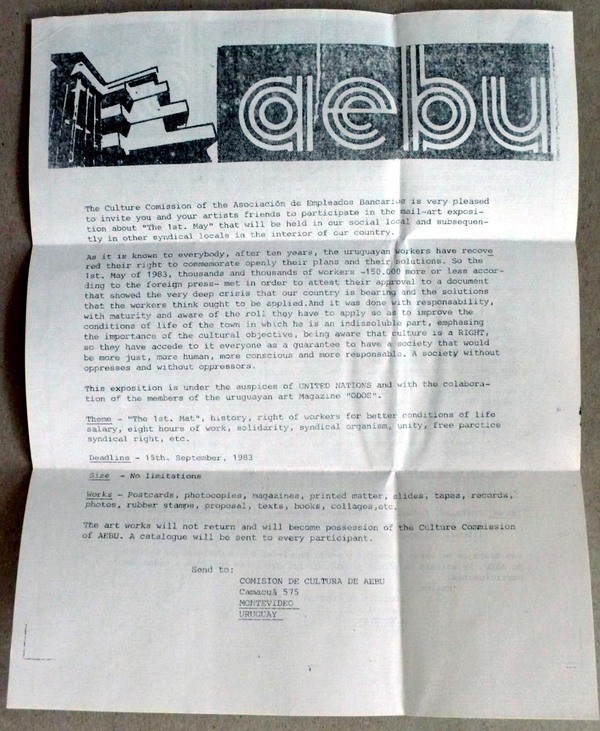 aebu
The Culture Comission of the Asociación de Empleados Bancarios is very pleased
to invite you and your artists friends to participate in the mail-art exposi-
tion about "The 1st. May" that will be held in our social local and subsequen-
tly in other syndical locals in the interior of our country.
As it is known to everybody, after ten years, the uruguayan workers have recove
red their right to commemorate openly their plans and their solutions. So the
1st. May of 1983, thousands and thousands of workers -150.000 more or less accor-
ding to the foreign press- met in order to attest their approval to a document
that showed the very deep crisis that our country is bearing and the solutions
that the workers think ought to be applied.And it was done with responsability,
with maturity and aware of the roll they have to apply so as to improve the
conditions of life of the town in which he is an indissoluble part, emphasing
the importance of the cultural objective, being aware that culture is a RIGHT,
so they have accede to it everyone as a guarantee to have a society that would
be more just, more human, more conscious and more responsable. A society without
oppresses and without oppressors.
This exposition is under the auspices of UNITED NATIONS and with the colabora-
tion of the members of the uruguayan art Magazine "ODOS".
Theme - "The 1st. Mat", history, right of workers for better conditions of life
salary, eight hours of work, solidarity, syndical organism, unity, free parctice
syndical right, etc.
Deadline - 15th. September, 1983
Size - No limitations
Works - Postcards, photocopies, magazines, printed matter, slides, tapes, records,
photos, rubber stamps, proposal, texts, books, collages,etc.
The art works will not return and will become possession of the Culture Commission
of AEBU. A catalogue will be sent to every participant.
Send to:
COMISION DE CULTURA DE AEBU
Camacuá 575
MONTEVIDEO
URUGUAY